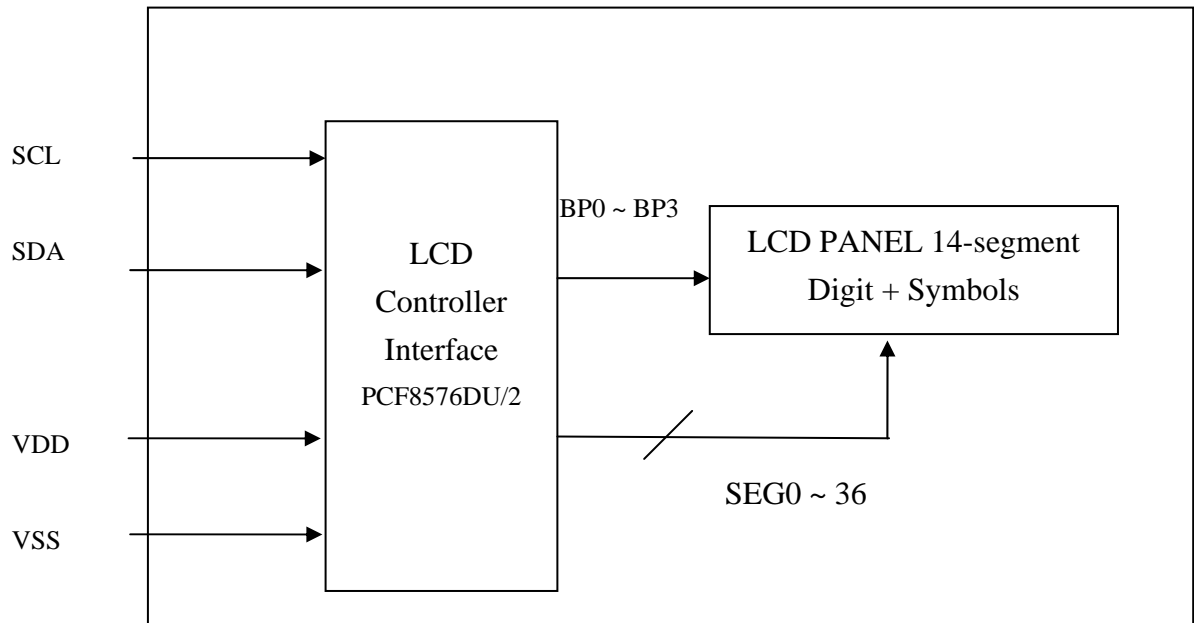 SCL
SDA
VDD
VSS
LCD
Controller
Interface
PCF8576DU/2
BP0 ~ BP3
LCD PANEL 14-segment
Digit + Symbols
SEG0 ~ 36